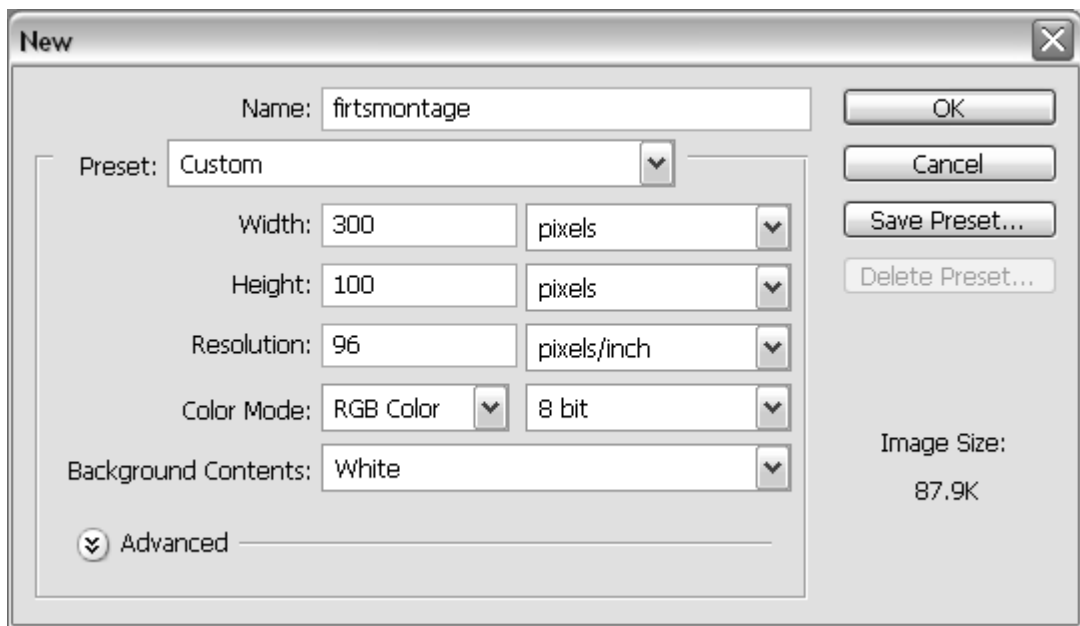 New
Name: firtsmontage
OK
Preset: Custom
Cancel
Width: 300 pixels
Save Preset...
Height: 100 pixels
Delete Preset...
Resolution: 96 pixels/inch
Color Mode: RGB Color 8 bit
Image Size:
Background Contents: White
87.9K
Advanced